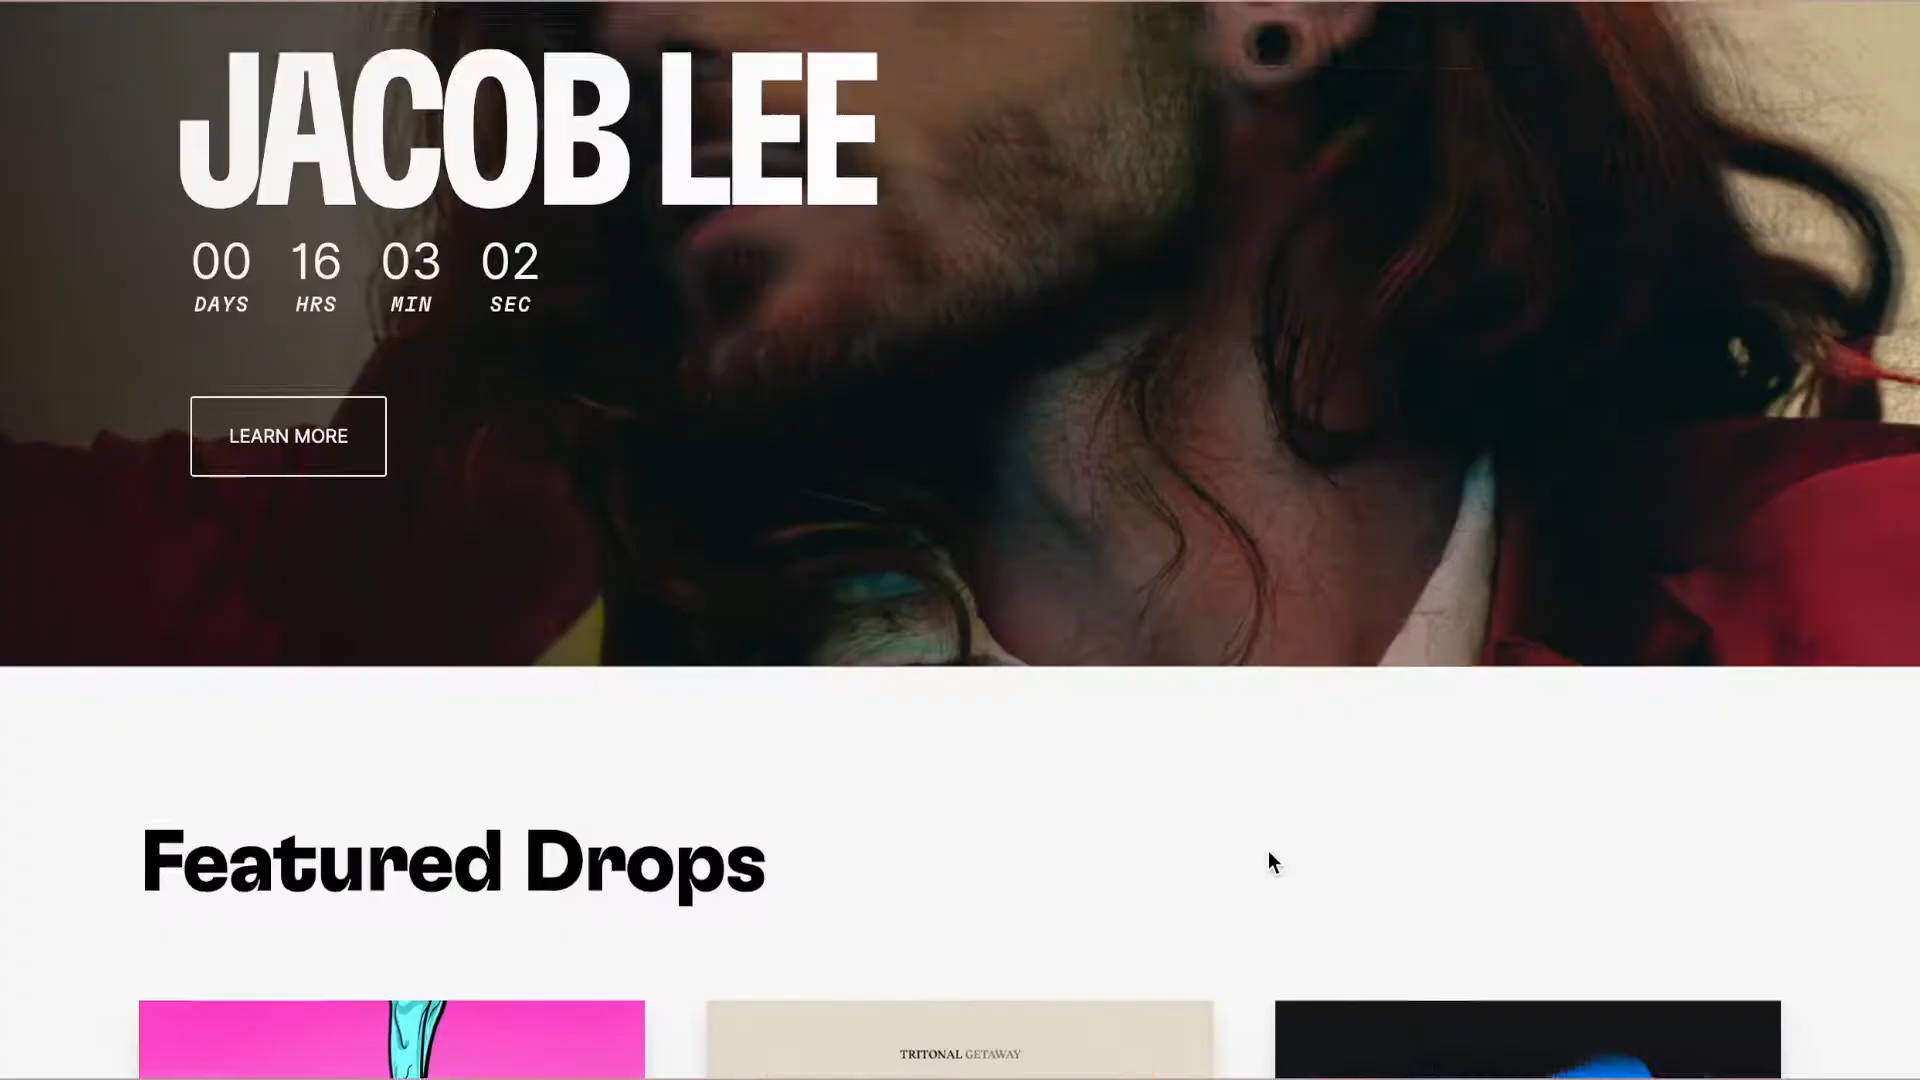 JACOB LEE
00 16 03 02
DAYS HRS MIN SEC
LEARN MORE
Featured Drops
TRITONAL GETAWAY